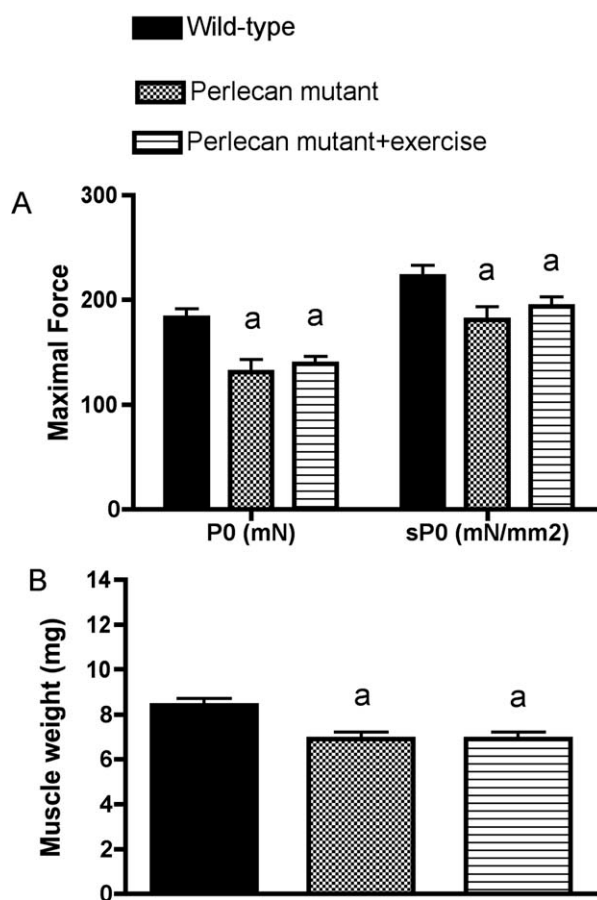 Wild-type
Perlecan mutant
Perlecan mutant+exercise
A
Maximal Force
300
200
100
0
a
a
a
a
P0 (mN)
sP0 (mN/mm2)
B
Muscle weight (mg)
14
12
10
8
6
4
2
0
a
a